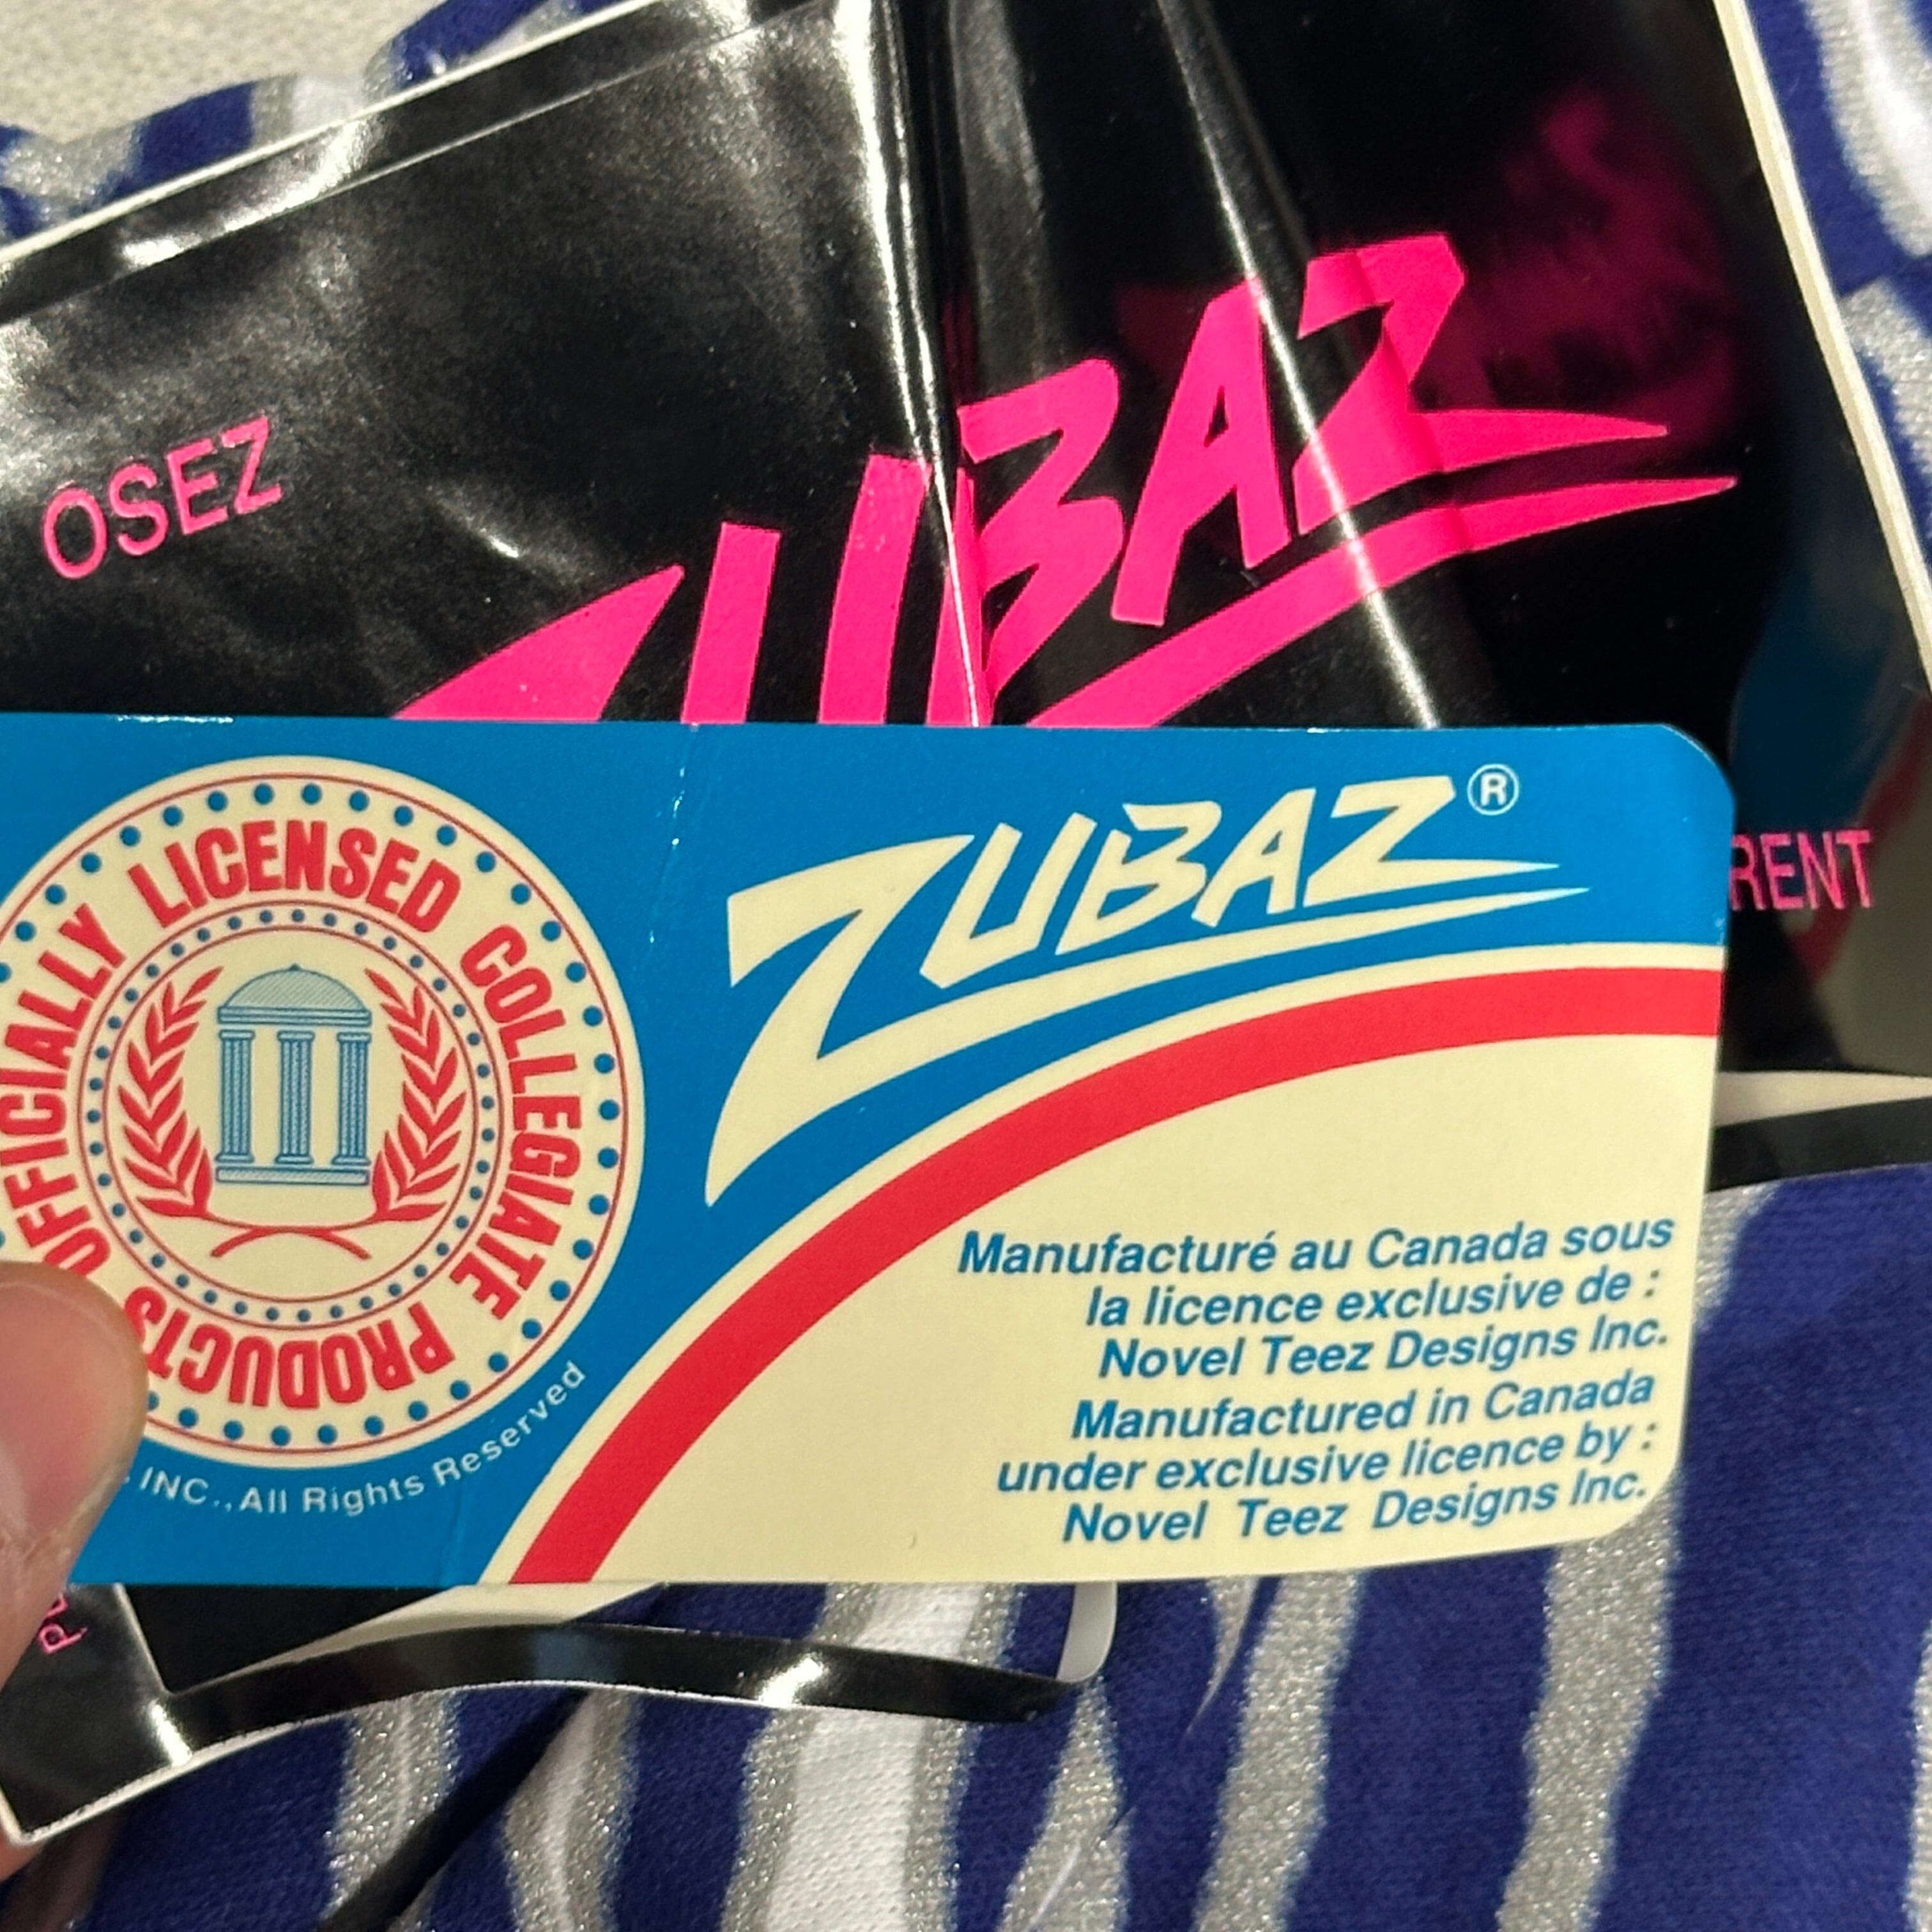 OSEZ
ZUBAZ
RENT
OFFICIALLY LICENSED COLLEGIATE PRODUCTS
INC., All Rights Reserved
ZUBAZ®
Manufacturé au Canada sous
la licence exclusive de :
Novel Teez Designs Inc.
Manufactured in Canada
under exclusive licence by :
Novel Teez Designs Inc.